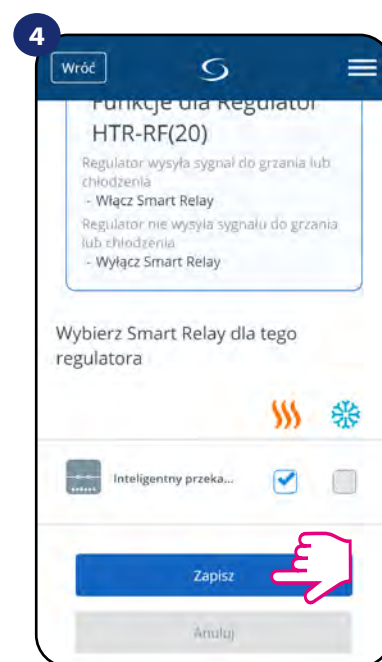 4
Wróć
Funkcje dla Regulator
HTR-RF(20)
Regulator wysyła sygnał do grzania lub
chłodzenia
- Włącz Smart Relay
Regulator nie wysyła sygnału do grzania
lub chłodzenia
- Wyłącz Smart Relay
Wybierz Smart Relay dla tego
regulatora
Inteligentny przeka...
Zapisz
Anuluj